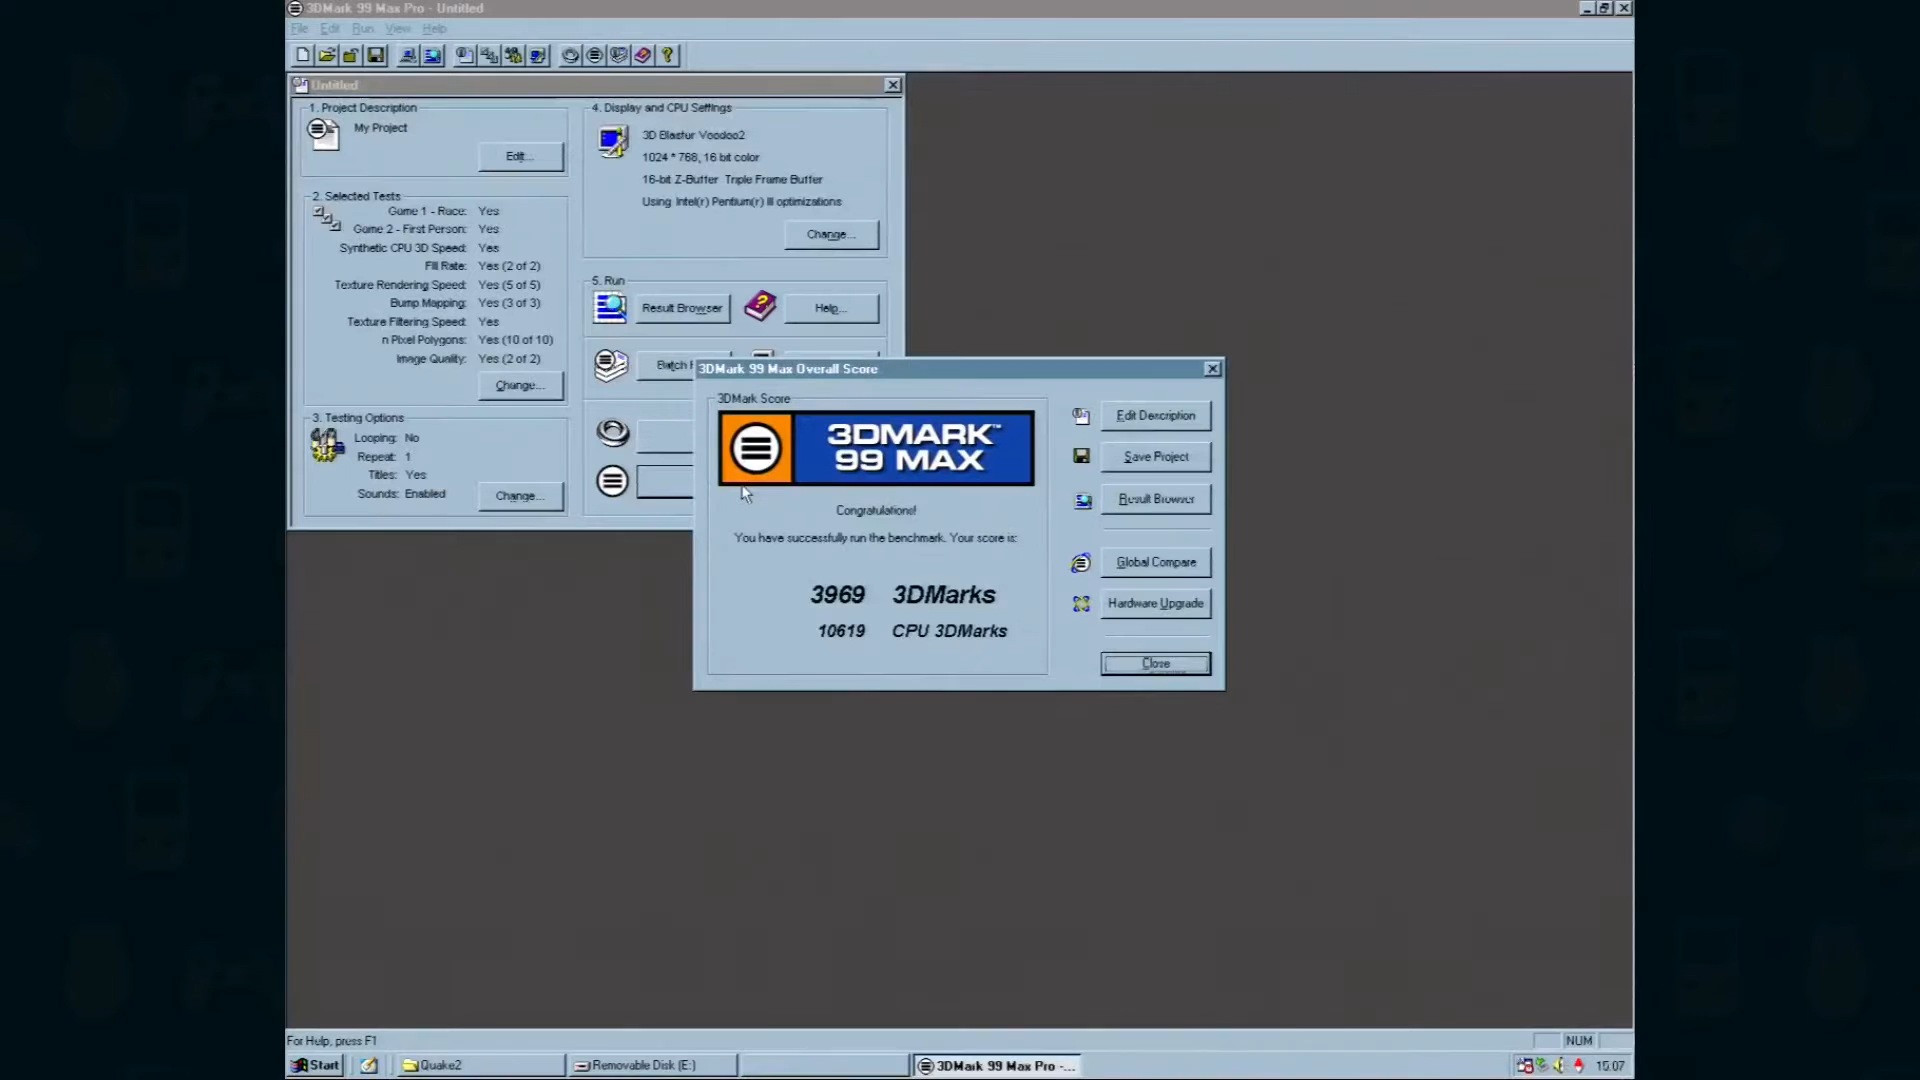 3DMark 99 Max Pro - Untitled
File Edit Run View Help
Untitled
1. Project Description
My Project
Edit...
2. Selected Tests
Game 1 - Race: Yes
Game 2 - First Person: Yes
Synthetic CPU 3D Speed: Yes
Fill Rate: Yes (2 of 2)
Texture Rendering Speed: Yes (5 of 5)
Bump Mapping: Yes (3 of 3)
Texture Filtering Speed: Yes
n Pixel Polygons: Yes (10 of 10)
Image Quality: Yes (2 of 2)
Change...
3. Testing Options
Looping: No
Repeat: 1
Titles: Yes
Sounds: Enabled
Change...
4. Display and CPU Settings
3D Blaster Voodoo2
1024 * 768, 16 bit color
16-bit Z-Buffer Triple Frame Buffer
Using Intel(r) Pentium(r) III optimizations
Change...
5. Run
Result Browser
Help...
Batch
3DMark 99 Max Overall Score
3DMark Score
3DMARK™
99 MAX
Congratulations!
You have successfully run the benchmark. Your score is:
3969 3DMarks
10619 CPU 3DMarks
Edit Description
Save Project
Result Browser
Global Compare
Hardware Upgrade
Close
For Help, press F1
NUM
Start
Quake2
Removable Disk (E:)
3DMark 99 Max Pro -...
15:07